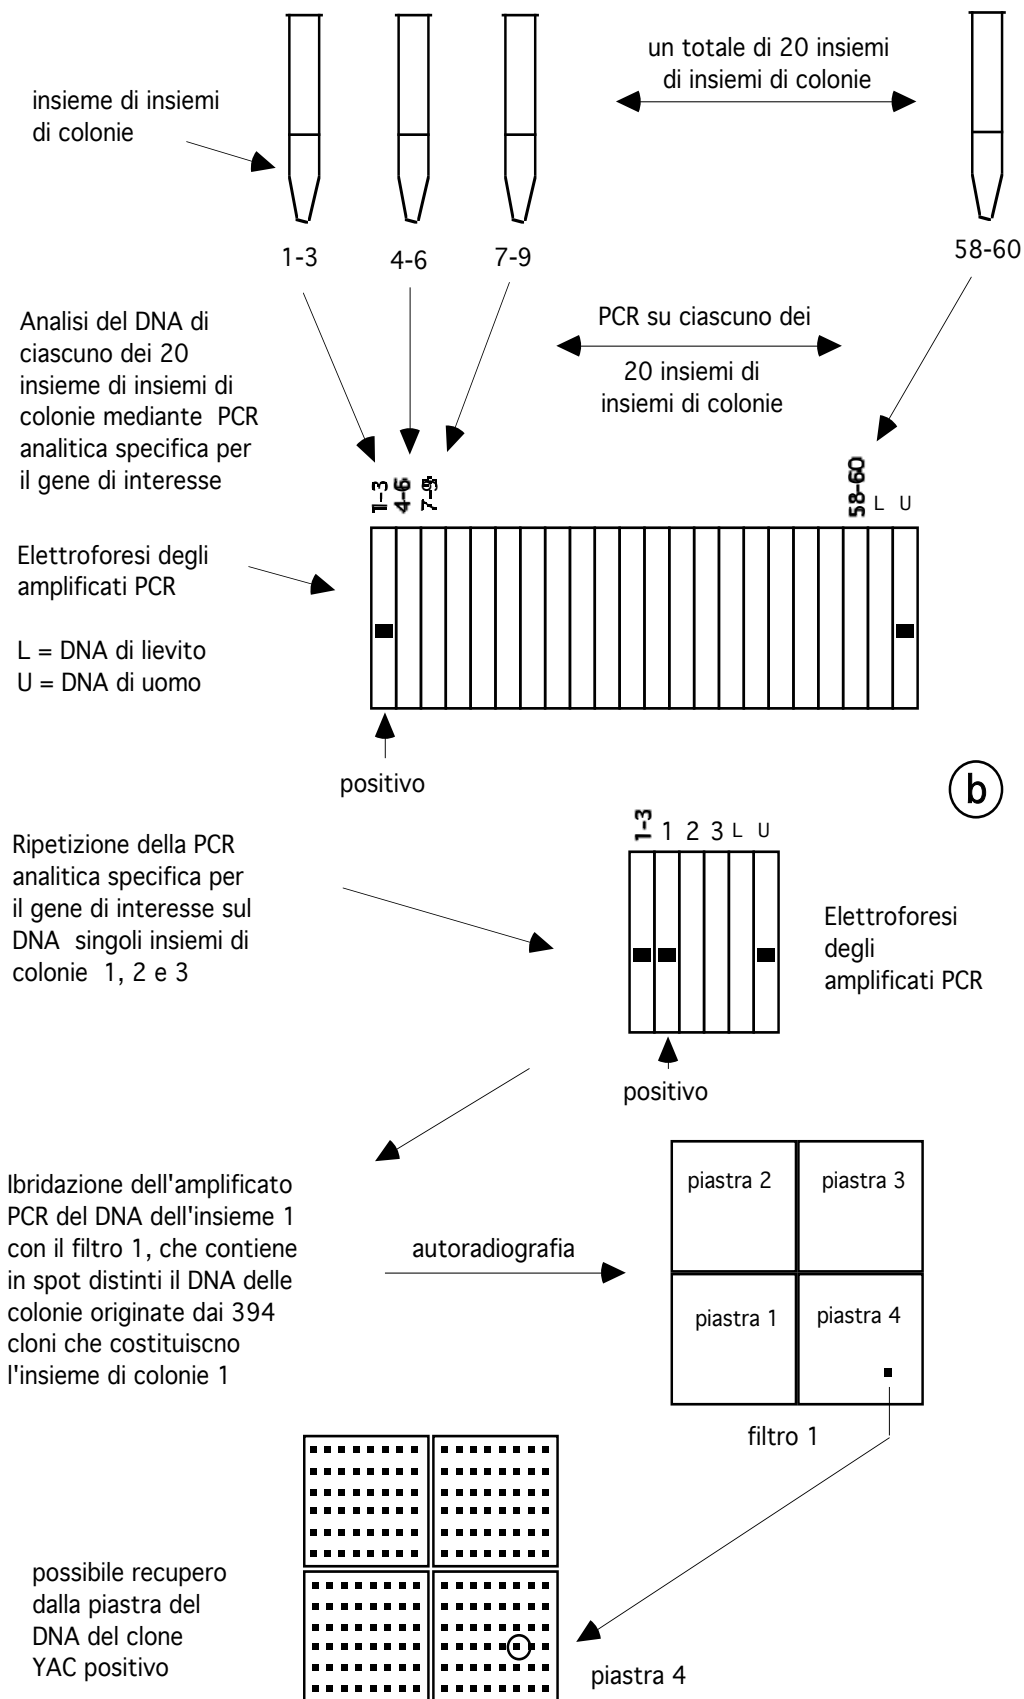 un totale di 20 insiemi
di insiemi di colonie
insieme di insiemi
di colonie
1-3
4-6
7-9
58-60
Analisi del DNA di
ciascuno dei 20
insieme di insiemi di
colonie mediante PCR
analitica specifica per
il gene di interesse
PCR su ciascuno dei
20 insiemi di
insiemi di colonie
1-3
4-6
7-9
58-60
L
U
Elettroforesi degli
amplificati PCR
L = DNA di lievito
U = DNA di uomo
positivo
b
Ripetizione della PCR
analitica specifica per
il gene di interesse sul
DNA singoli insiemi di
colonie 1, 2 e 3
1-3 1 2 3 L U
Elettroforesi
degli
amplificati PCR
positivo
Ibridazione dell'amplificato
PCR del DNA dell'insieme 1
con il filtro 1, che contiene
in spot distinti il DNA delle
colonie originate dai 394
cloni che costituiscno
l'insieme di colonie 1
autoradiografia
piastra 2
piastra 3
piastra 1
piastra 4
filtro 1
possibile recupero
dalla piastra del
DNA del clone
YAC positivo
piastra 4